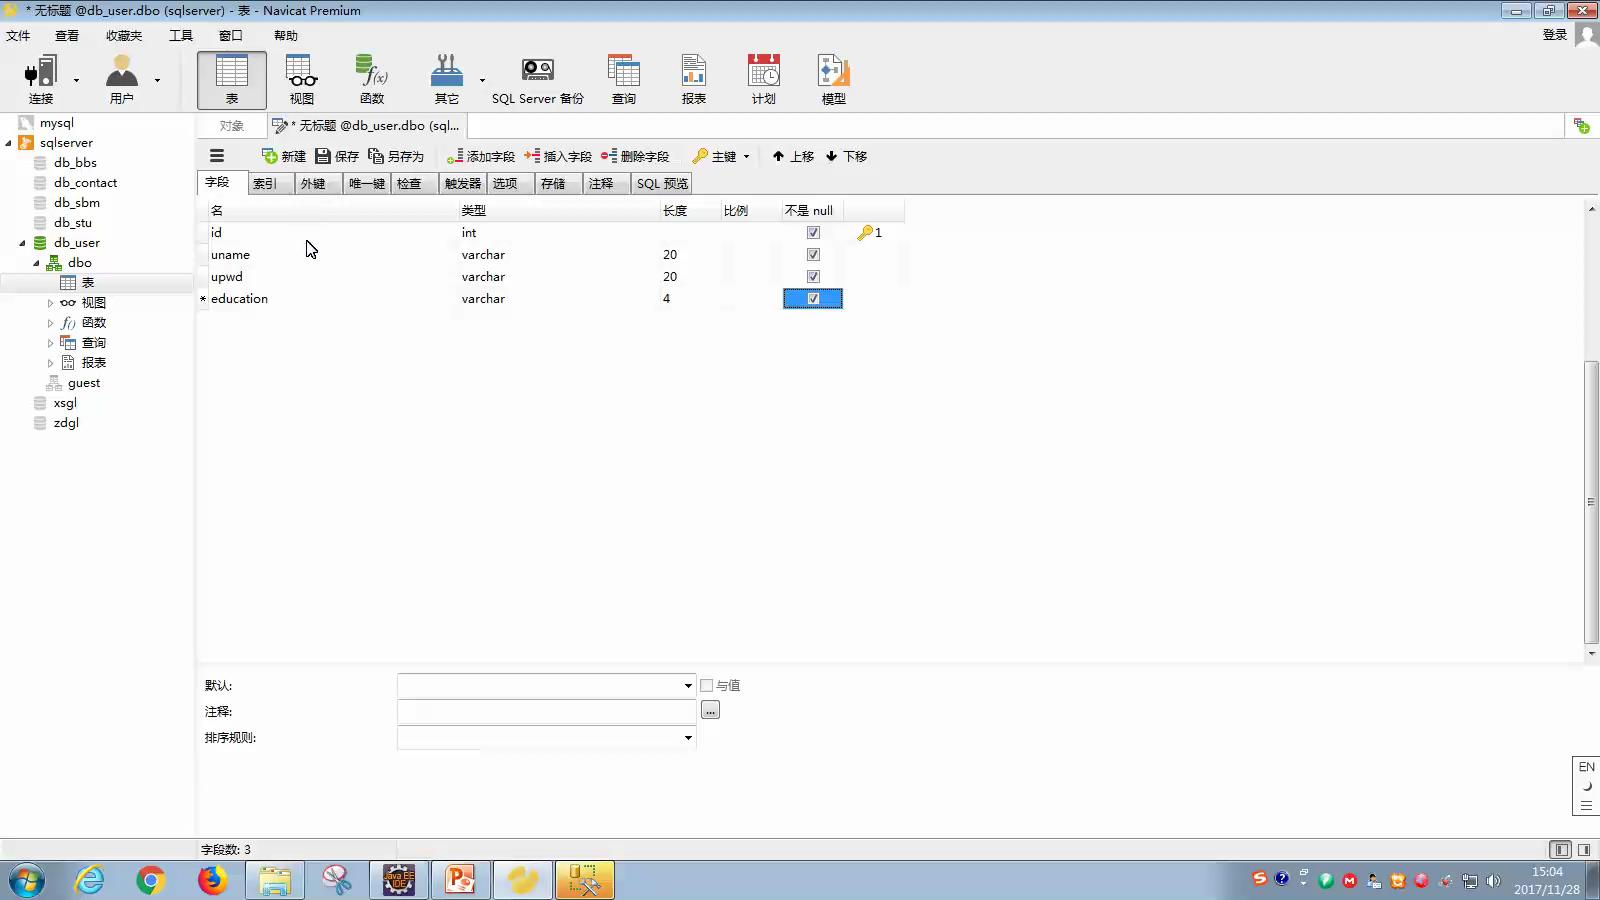 * 无标题 @db_user.dbo (sqlserver) - 表 - Navicat Premium
文件 查看 收藏夹 工具 窗口 帮助 登录
连接 用户 表 视图 函数 其它 SQL Server 备份 查询 报表 计划 模型
对象 * 无标题 @db_user.dbo (sql...
新建 保存 另存为 添加字段 插入字段 删除字段 主键 上移 下移
字段 索引 外键 唯一键 检查 触发器 选项 存储 注释 SQL 预览
名 类型 长度 比例 不是 null
id int 1
uname varchar 20
upwd varchar 20
* education varchar 4
mysql
sqlserver
db_bbs
db_contact
db_sbm
db_stu
db_user
dbo
表
视图
函数
查询
报表
guest
xsgl
zdgl
默认: 与值
注释: ...
排序规则:
EN
字段数: 3
15:04
2017/11/28